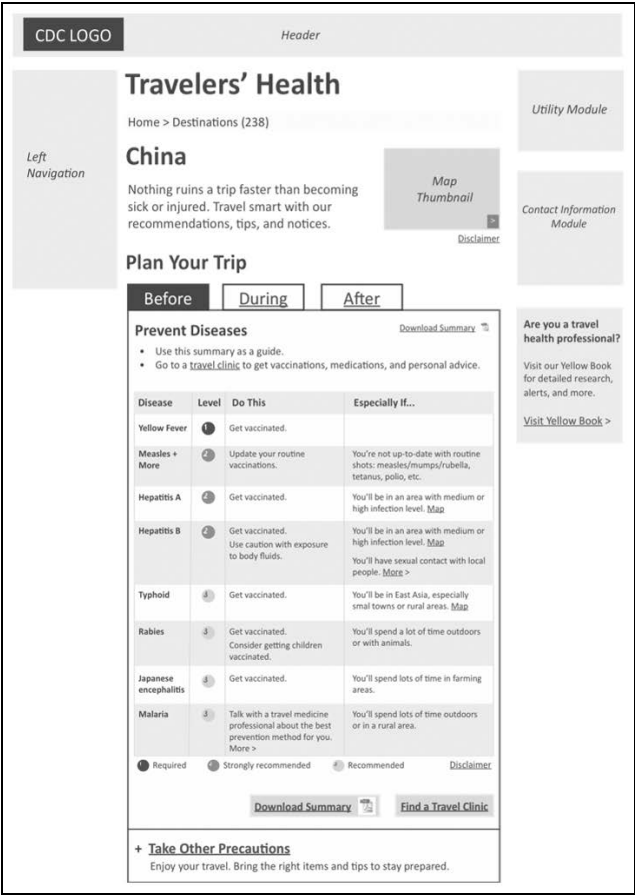 CDC LOGO
Header
Left
Navigation
Travelers' Health
Home > Destinations (238)
China
Nothing ruins a trip faster than becoming
sick or injured. Travel smart with our
recommendations, tips, and notices.
Map
Thumbnail
>
Disclaimer
Utility Module
Contact Information
Module
Are you a travel
health professional?
Visit our Yellow Book
for detailed research,
alerts, and more.
Visit Yellow Book >
Plan Your Trip
Before During After
Prevent Diseases Download Summary
• Use this summary as a guide.
• Go to a travel clinic to get vaccinations, medications, and personal advice.
Disease Level Do This Especially If...
Yellow Fever 1 Get vaccinated.
Measles + 2 Update your routine You'll not up-to-date with routine
More vaccinations. shots: measles/mumps/rubella,
tetanus, polio, etc.
Hepatitis A 2 Get vaccinated. You'll be in an area with medium or
high infection level. Map
Hepatitis B 2 Get vaccinated. You'll be in an area with medium or
Use caution with exposure high infection level. Map
to body fluids. You'll have sexual contact with local
people. More >
Typhoid 3 Get vaccinated. You'll be in East Asia, especially
smal towns or rural areas. Map
Rabies 3 Get vaccinated. You'll spend a lot of time outdoors
Consider getting children or with animals.
vaccinated.
Japanese 3 Get vaccinated. You'll spend lots of time in farming
encephalitis areas.
Malaria 3 Talk with a travel medicine You'll spend lots of time outdoors
professional about the best or in a rural area.
prevention method for you.
More >
1 Required 2 Strongly recommended 3 Recommended Disclaimer
Download Summary Find a Travel Clinic
+ Take Other Precautions
Enjoy your travel. Bring the right items and tips to stay prepared.